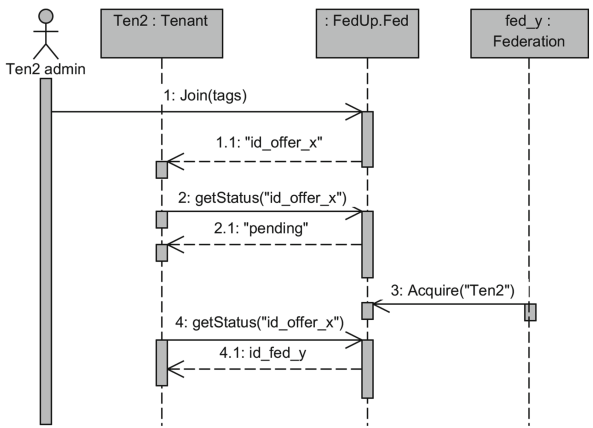 Ten2 : Tenant
: FedUp.Fed
fed_y :
Federation
Ten2 admin
1: Join(tags)
1.1: "id_offer_x"
2: getStatus("id_offer_x")
2.1: "pending"
3: Acquire("Ten2")
4: getStatus("id_offer_x")
4.1: id_fed_y